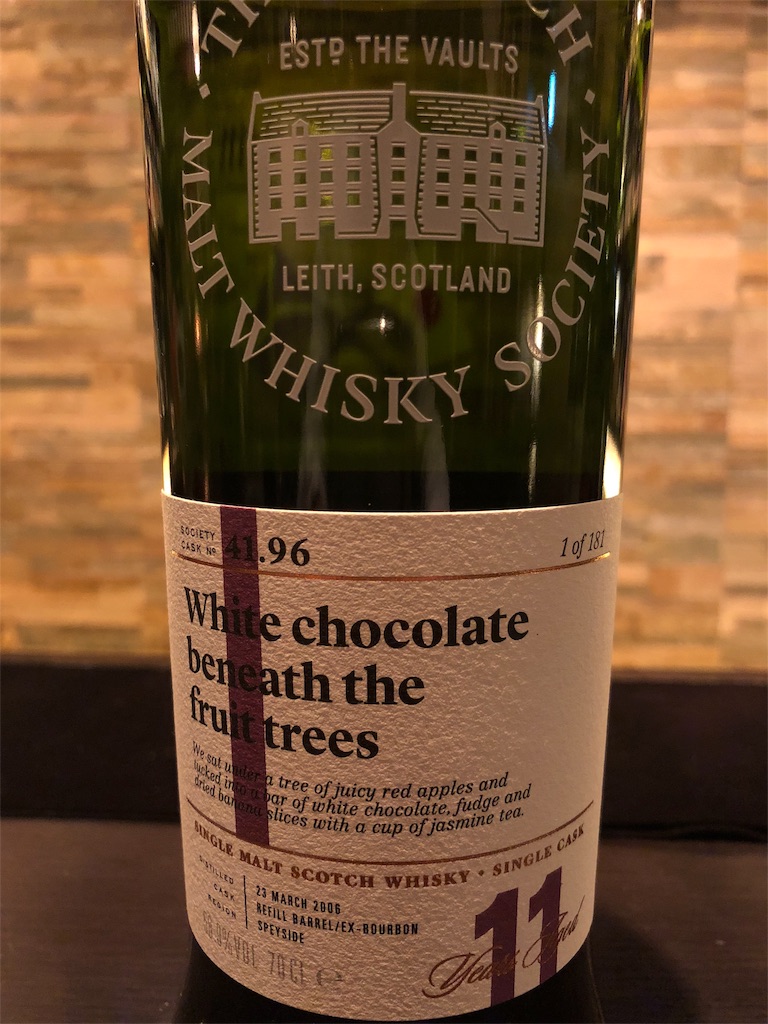 ESTD THE VAULTS
LEITH, SCOTLAND
MALT WHISKY SOCIETY
SOCIETY
CASK Nº
41.96
1 of 181
White chocolate
beneath the
fruit trees
We sat under a tree of juicy red apples and
tucked into a bar of white chocolate, fudge and
dried banana slices with a cup of jasmine tea.
SINGLE MALT SCOTCH WHISKY • SINGLE CASK
DISTILLED 23 MARCH 2006
CASK REFILL BARREL/EX-BOURBON
REGION SPEYSIDE
%VOL 70 CL e
11
Years Aged